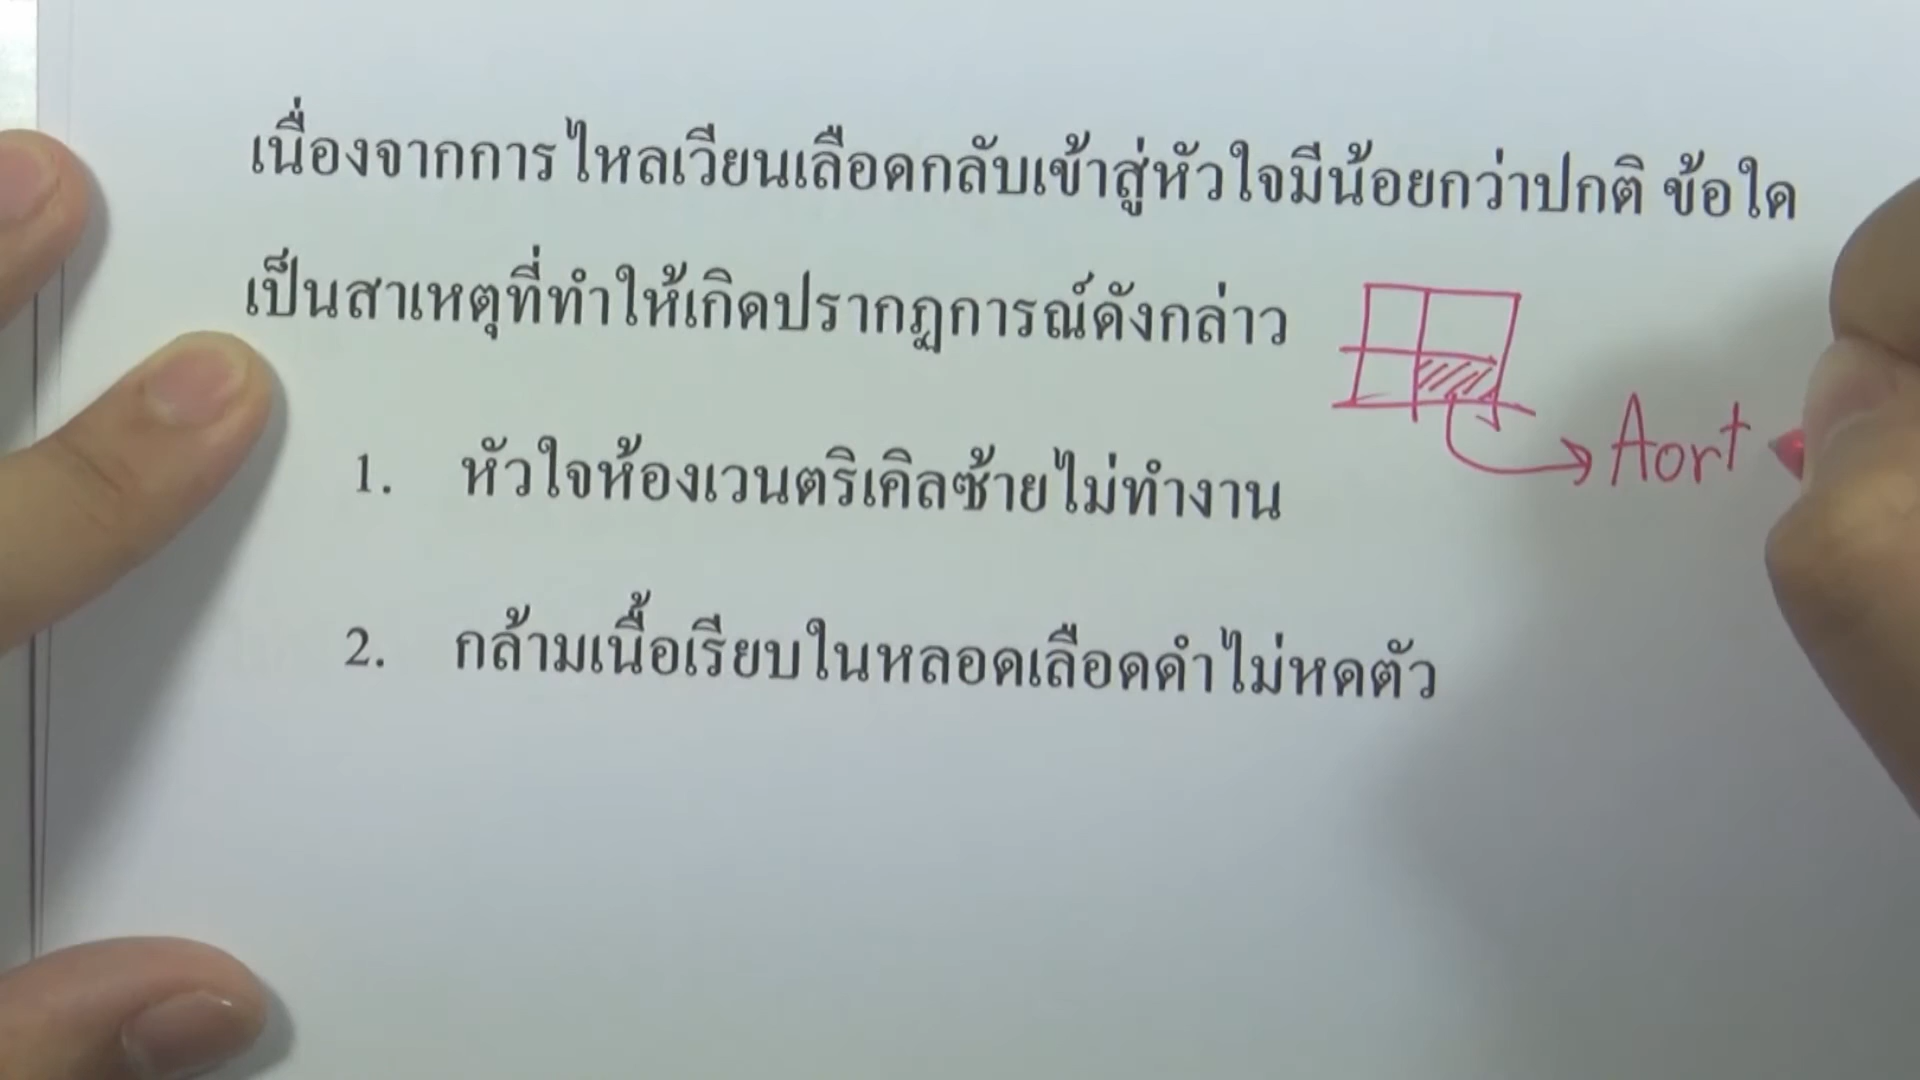 เนื่องจากการไหลเวียนเลือดกลับเข้าสู่หัวใจมีน้อยกว่าปกติ ข้อใด
เป็นสาเหตุที่ทำให้เกิดปรากฏการณ์ดังกล่าว
Aort
1. หัวใจห้องเวนตริเคิลซ้ายไม่ทำงาน
2. กล้ามเนื้อเรียบในหลอดเลือดดำไม่หดตัว